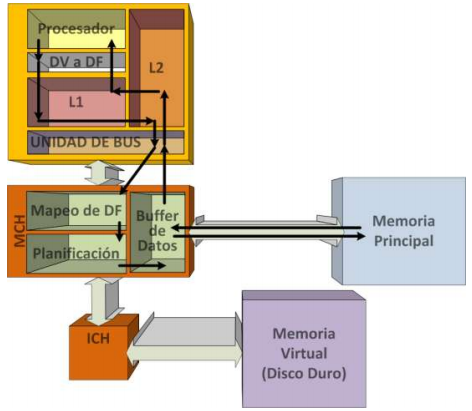 Procesador
DV a DF
L2
L1
UNIDAD DE BUS
MCH
Mapeo de DF
Planificación
Buffer
de
Datos
Memoria
Principal
ICH
Memoria
Virtual
(Disco Duro)